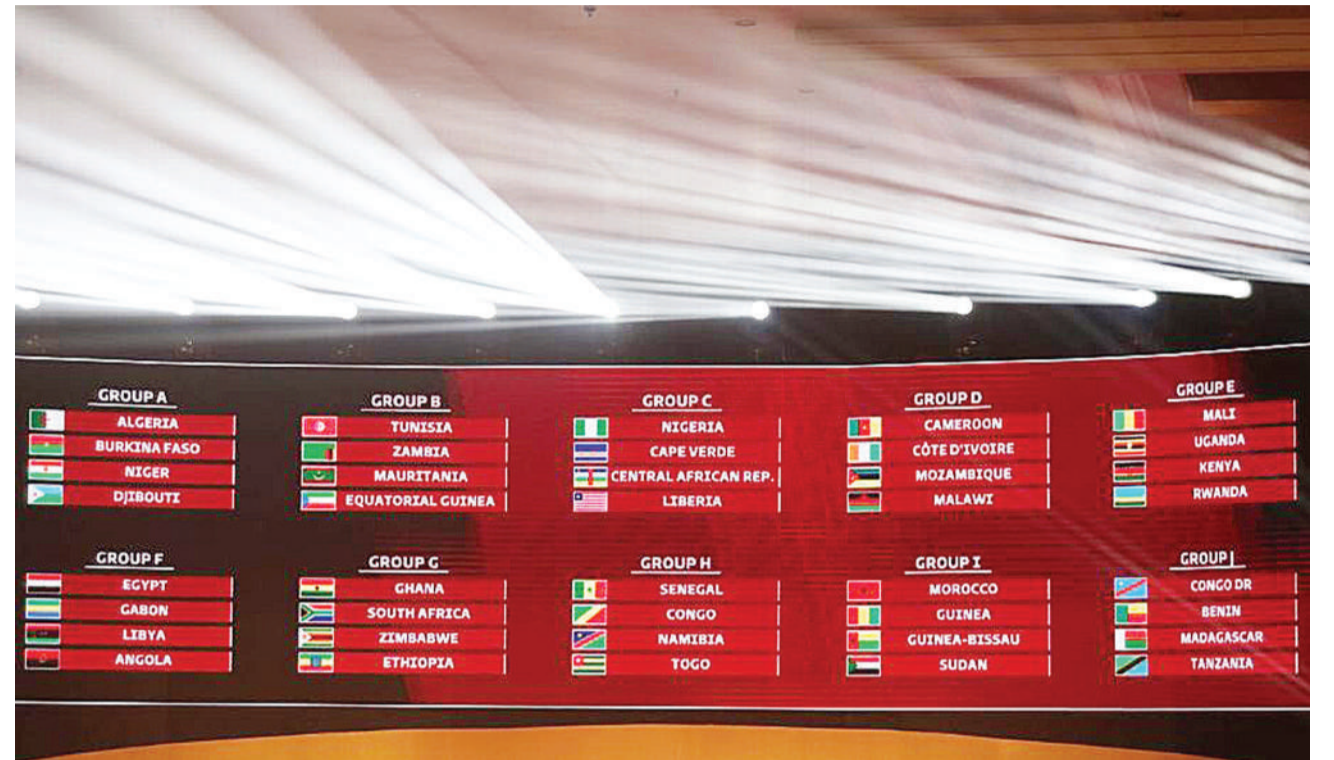 GROUP A
ALGERIA
BURKINA FASO
NIGER
DJIBOUTI
GROUP B
TUNISIA
ZAMBIA
MAURITANIA
EQUATORIAL GUINEA
GROUP C
NIGERIA
CAPE VERDE
CENTRAL AFRICAN REP.
LIBERIA
GROUP D
CAMEROON
CÔTE D'IVOIRE
MOZAMBIQUE
MALAWI
GROUP E
MALI
UGANDA
KENYA
RWANDA
GROUP F
EGYPT
GABON
LIBYA
ANGOLA
GROUP G
GHANA
SOUTH AFRICA
ZIMBABWE
ETHIOPIA
GROUP H
SENEGAL
CONGO
NAMIBIA
TOGO
GROUP I
MOROCCO
GUINEA
GUINEA-BISSAU
SUDAN
GROUP J
CONGO DR
BENIN
MADAGASCAR
TANZANIA